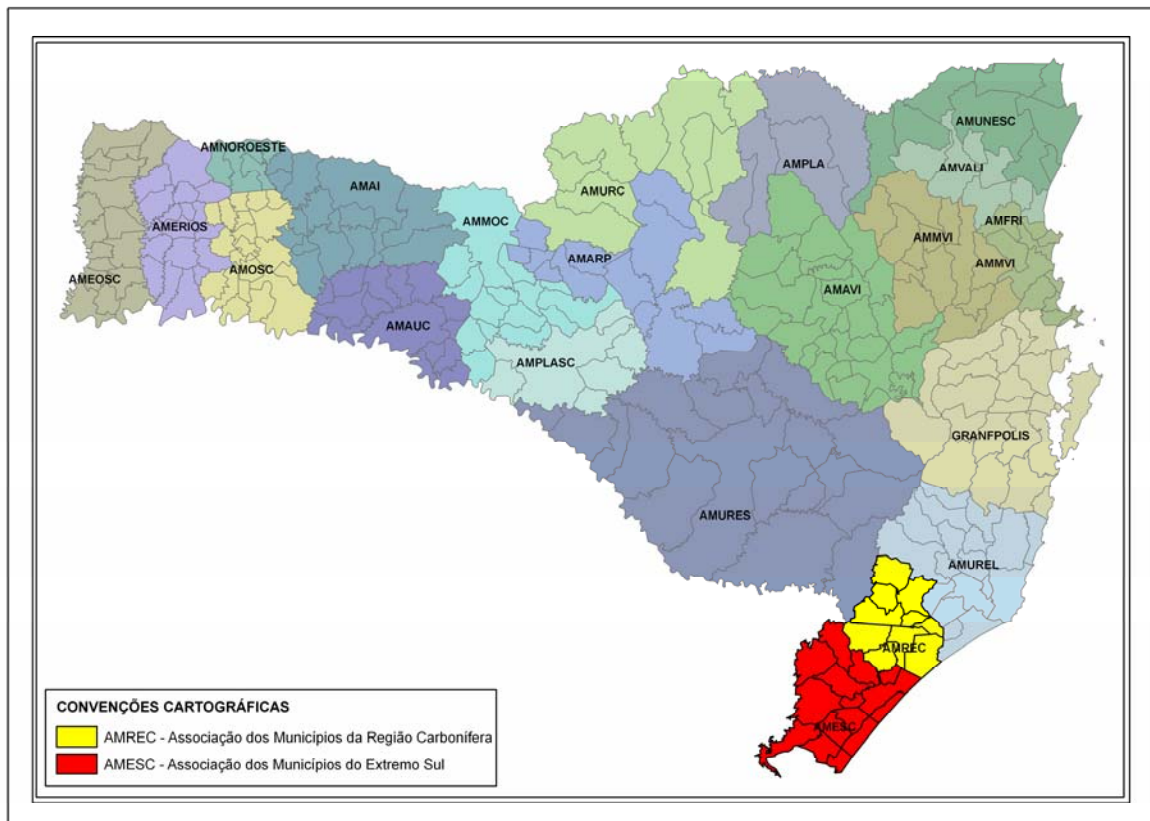 AMUNESC
AMPLA
AMNOROESTE
AMVALI
AMAI
AMURC
AMMOC
AMFRI
AMERIOS
AMMVI
AMARP
AMMVI
AMOSC
AMEOSC
AMAVI
AMAUC
AMPLASC
GRANFPOLIS
AMURES
AMUREL
AMREC
AMESC
CONVENÇÕES CARTOGRÁFICAS
AMREC - Associação dos Municípios da Região Carbonífera
AMESC - Associação dos Municípios do Extremo Sul